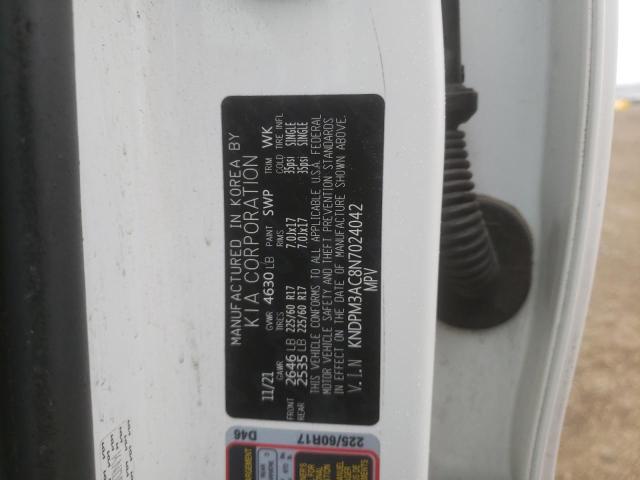 MANUFACTURED IN KOREA BY
KIA CORPORATION
11/21 GVWR 4630 LB PAINT SWP TRIM WK
GAWR TIRES RIMS COLD TIRE INFL
FRONT 2646 LB 225/60 R17 7.0Jx17 35psi SINGLE
REAR 2535 LB 225/60 R17 7.0Jx17 35psi SINGLE
THIS VEHICLE CONFORMS TO ALL APPLICABLE U.S.A. FEDERAL
MOTOR VEHICLE SAFETY AND THEFT PREVENTION STANDARDS
IN EFFECT ON THE DATE OF MANUFACTURE SHOWN ABOVE.
V.I.N KNDPM3AC8N7024042
MPV
D46
225/60R17